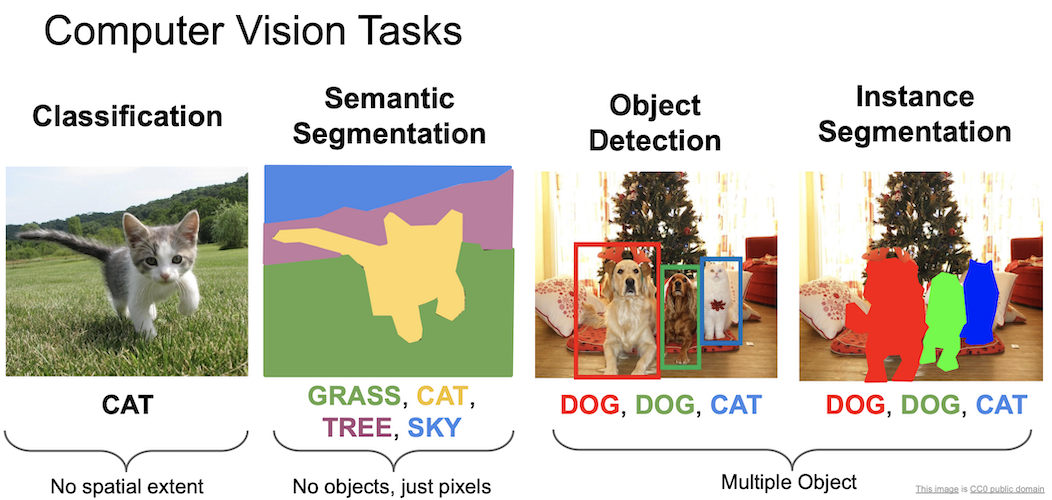 Computer Vision Tasks
Classification
Semantic
Segmentation
Object
Detection
Instance
Segmentation
CAT
GRASS, CAT,
TREE, SKY
DOG, DOG, CAT
DOG, DOG, CAT
No spatial extent
No objects, just pixels
Multiple Object
This image is CC0 public domain